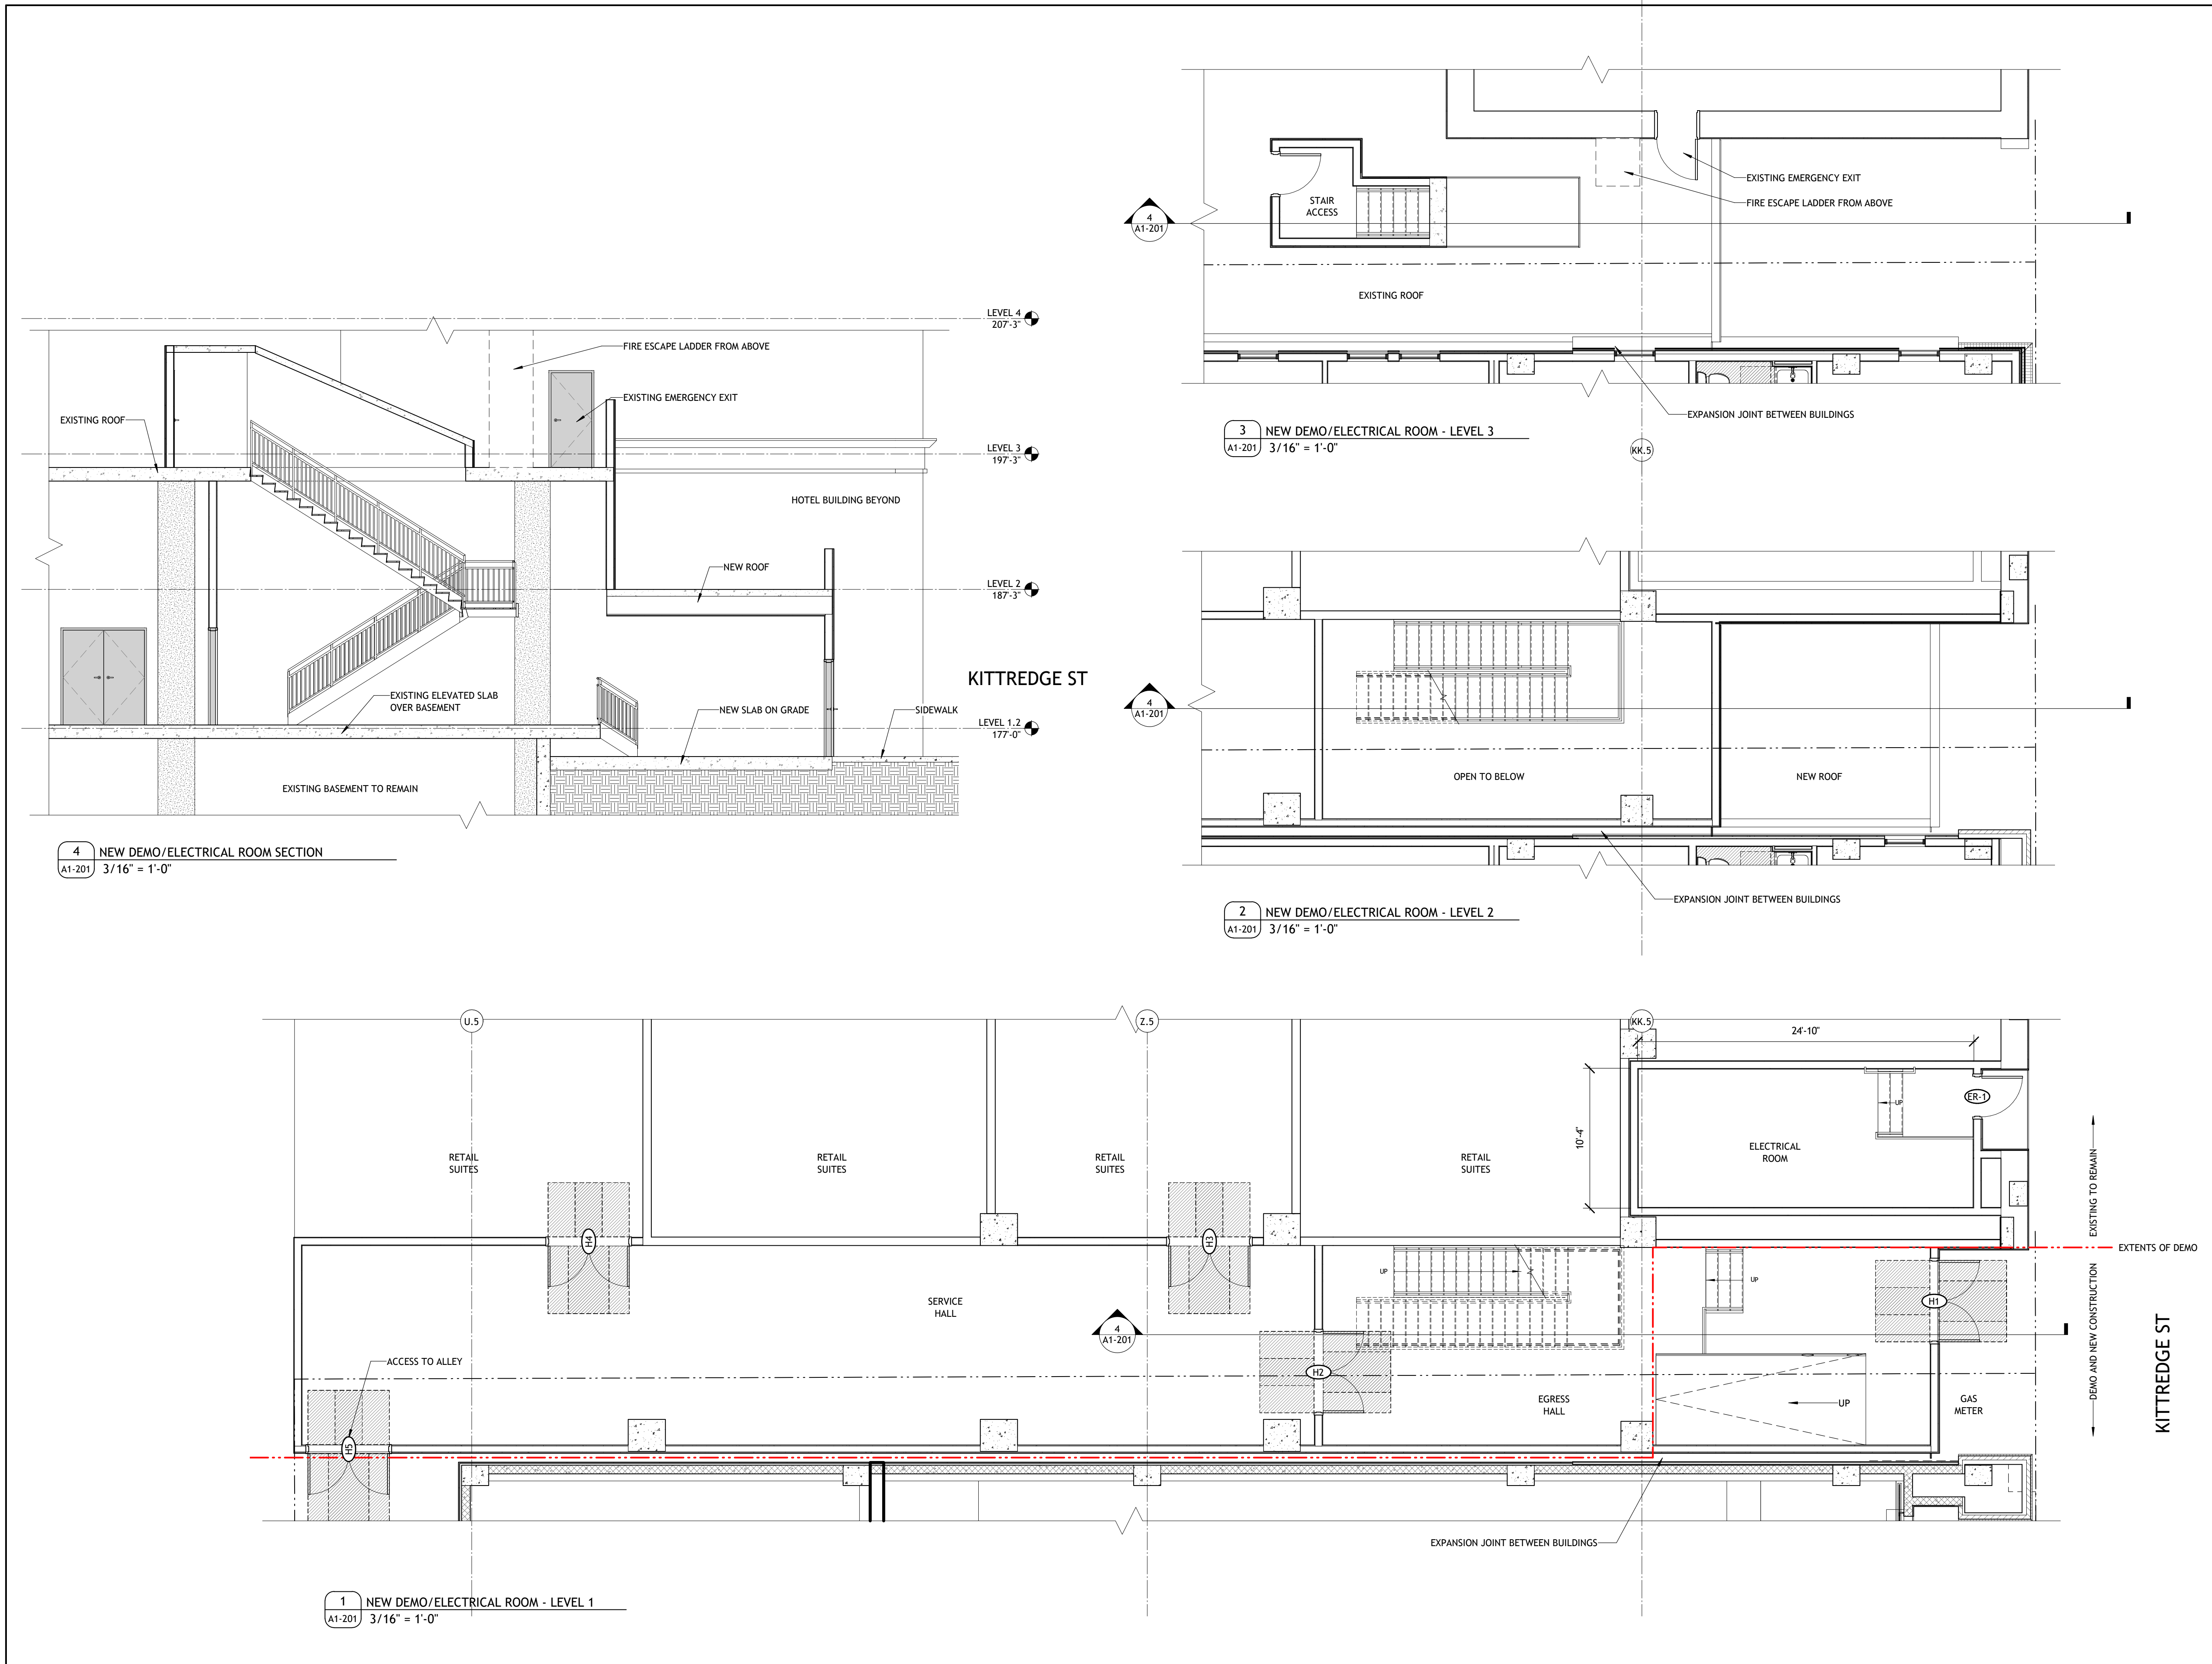 EXISTING EMERGENCY EXIT
FIRE ESCAPE LADDER FROM ABOVE
STAIR
ACCESS
4
A1-201
EXISTING ROOF
EXPANSION JOINT BETWEEN BUILDINGS
3
A1-201
NEW DEMO/ELECTRICAL ROOM - LEVEL 3
3/16" = 1'-0"
KK.5
LEVEL 4
207'-3"
FIRE ESCAPE LADDER FROM ABOVE
EXISTING EMERGENCY EXIT
EXISTING ROOF
LEVEL 3
197'-3"
HOTEL BUILDING BEYOND
NEW ROOF
LEVEL 2
187'-3"
KITTREDGE ST
EXISTING ELEVATED SLAB
OVER BASEMENT
NEW SLAB ON GRADE
SIDEWALK
LEVEL 1.2
177'-0"
EXISTING BASEMENT TO REMAIN
4
A1-201
NEW DEMO/ELECTRICAL ROOM SECTION
3/16" = 1'-0"
4
A1-201
OPEN TO BELOW
NEW ROOF
EXPANSION JOINT BETWEEN BUILDINGS
2
A1-201
NEW DEMO/ELECTRICAL ROOM - LEVEL 2
3/16" = 1'-0"
U.5
Z.5
KK.5
24'-10"
10'-4"
UP
ER-1
ELECTRICAL
ROOM
RETAIL
SUITES
RETAIL
SUITES
RETAIL
SUITES
RETAIL
SUITES
EXISTING TO REMAIN
EXTENTS OF DEMO
DEMO AND NEW CONSTRUCTION
KITTREDGE ST
H4
H3
UP
UP
H1
SERVICE
HALL
4
A1-201
ACCESS TO ALLEY
H2
EGRESS
HALL
UP
GAS
METER
H5
EXPANSION JOINT BETWEEN BUILDINGS
1
A1-201
NEW DEMO/ELECTRICAL ROOM - LEVEL 1
3/16" = 1'-0"